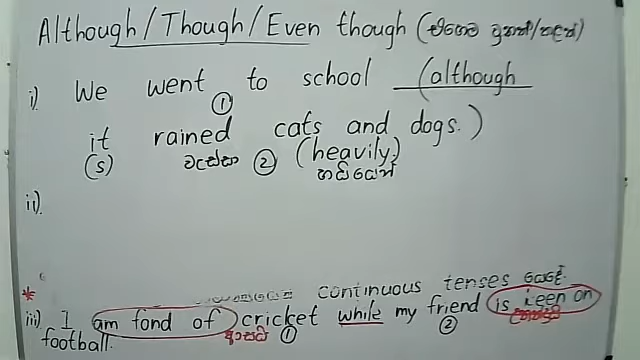 Although / Though / Even though (
i) We went to school (although
①
it rained cats and dogs.)
(s) ② (heavily)
ii)
* continuous tenses
iii) I am fond of cricket while my friend is keen on
① ②
football.